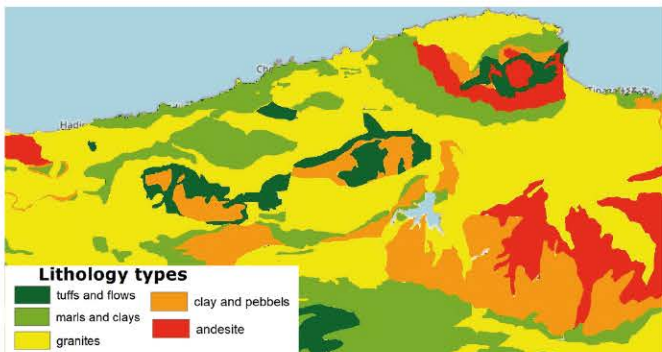 Lithology types
tuffs and flows
marls and clays
granites
clay and pebbels
andesite